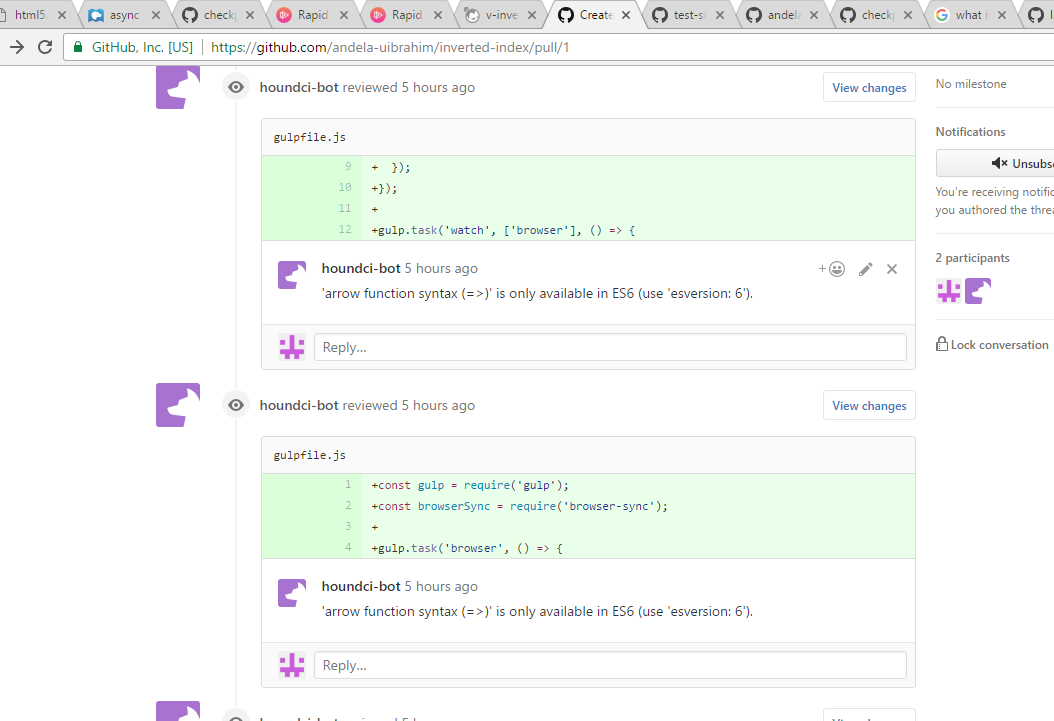 html5.
async
checkp
Rapid
Rapid
v-inve
Create
test-si
andela
checkp
what i
GitHub, Inc. [US] https://github.com/andela-uibrahim/inverted-index/pull/1
houndci-bot reviewed 5 hours ago
View changes
gulpfile.js
9 + });
10 +});
11 +
12 +gulp.task('watch', ['browser'], () => {
houndci-bot 5 hours ago
'arrow function syntax (=>)' is only available in ES6 (use 'esversion: 6').
Reply...
houndci-bot reviewed 5 hours ago
View changes
gulpfile.js
1 +const gulp = require('gulp');
2 +const browserSync = require('browser-sync');
3 +
4 +gulp.task('browser', () => {
houndci-bot 5 hours ago
'arrow function syntax (=>)' is only available in ES6 (use 'esversion: 6').
Reply...
No milestone
Notifications
Unsubs
You're receiving notific
you authored the threa
2 participants
Lock conversation